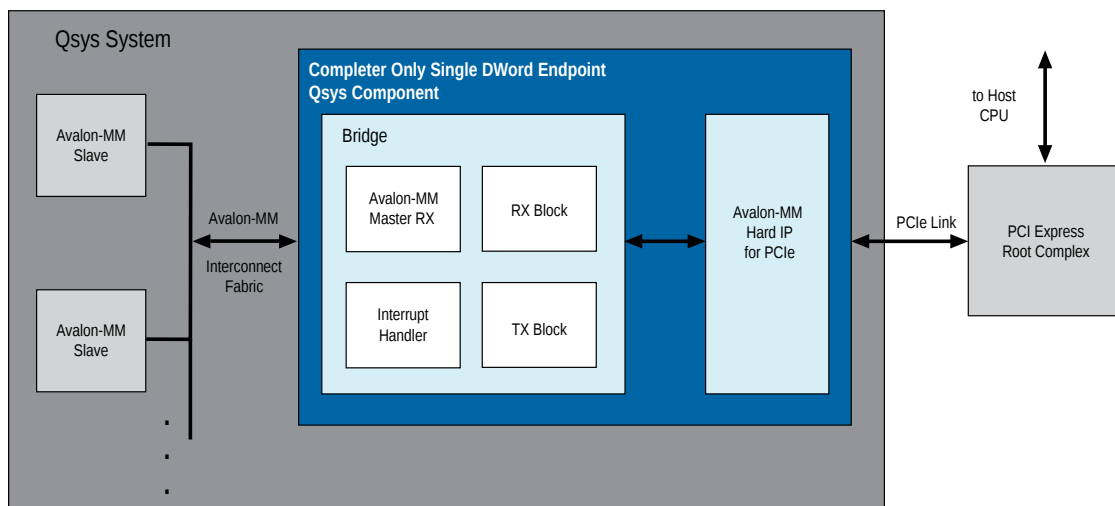 Qsys System
Completer Only Single DWord Endpoint
Qsys Component
Avalon-MM
Slave
Avalon-MM
Slave
Avalon-MM
Interconnect
Fabric
Bridge
Avalon-MM
Master RX
RX Block
Interrupt
Handler
TX Block
Avalon-MM
Hard IP
for PCIe
PCIe Link
to Host
CPU
PCI Express
Root Complex